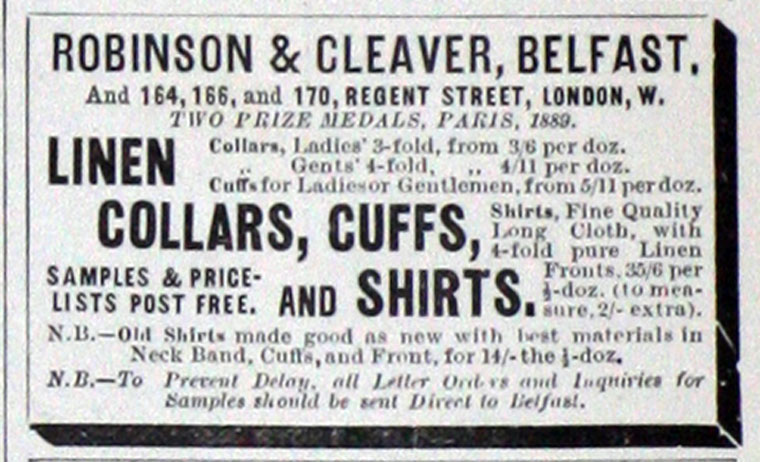 ROBINSON & CLEAVER, BELFAST,
And 164, 166, and 170, REGENT STREET, LONDON, W.
TWO PRIZE MEDALS, PARIS, 1889.
LINEN
Collars, Ladies' 3-fold, from 3/6 per doz.
„ Gents' 4-fold, „ 4/11 per doz.
Cuffs for Ladies or Gentlemen, from 5/11 per doz.
COLLARS, CUFFS,
Shirts, Fine Quality
Long Cloth, with
4-fold pure Linen
Fronts, 35/6 per
½-doz. (to mea-
sure, 2/- extra).
SAMPLES & PRICE-
LISTS POST FREE.
AND SHIRTS.
N.B.—Old Shirts made good as new with best materials in
Neck Band, Cuffs, and Front, for 14/- the ½-doz.
N.B.—To Prevent Delay, all Letter Orders and Inquiries for
Samples should be sent Direct to Belfast.